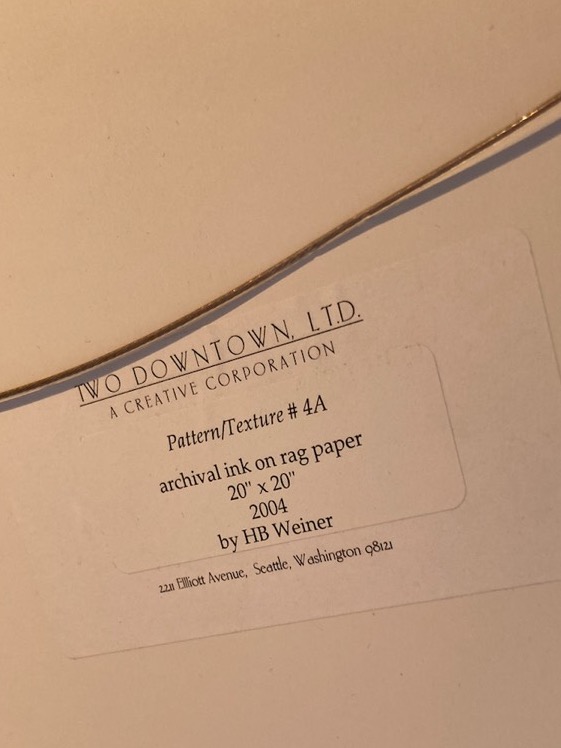 TWO DOWNTOWN, LTD.
A CREATIVE CORPORATION
Pattern/Texture # 4A
archival ink on rag paper
20" x 20"
2004
by HB Weiner
2211 Elliott Avenue, Seattle, Washington 98121